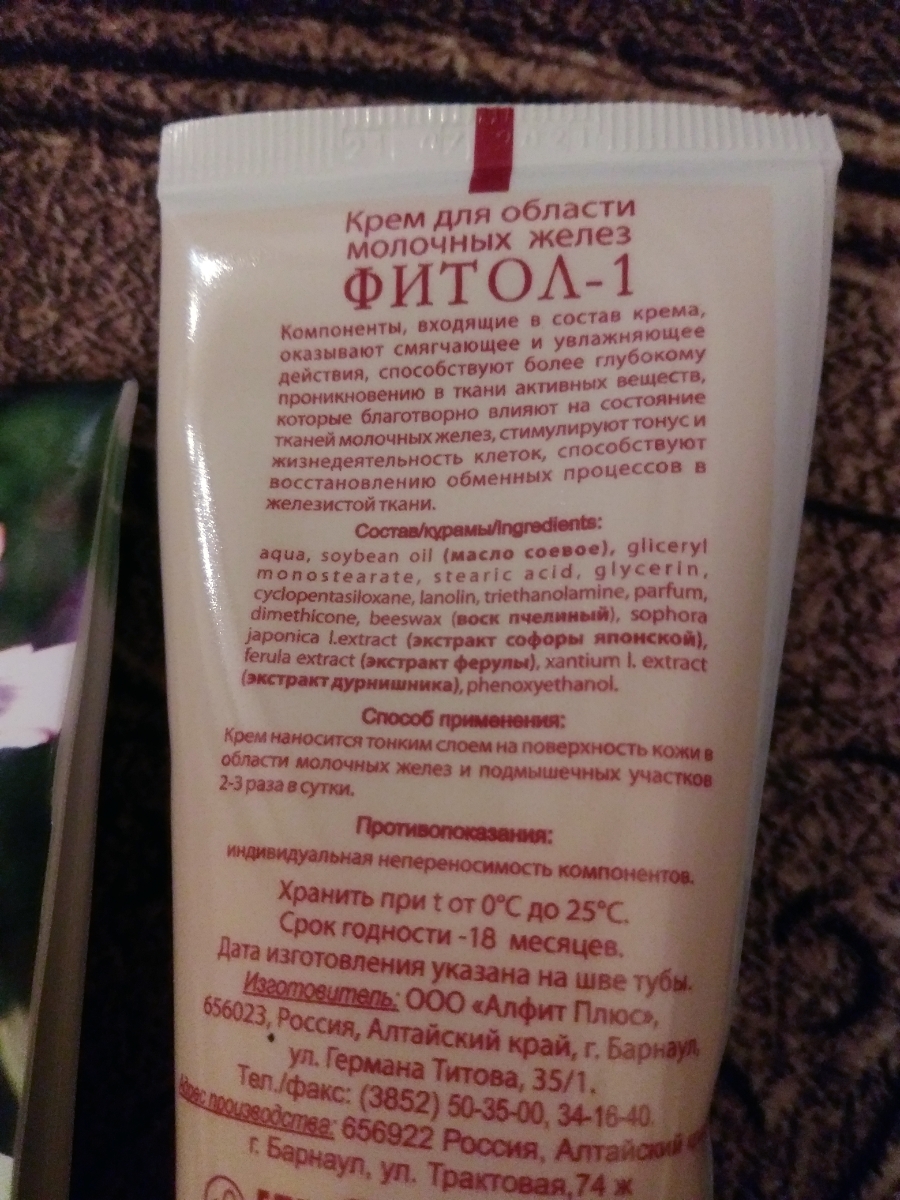 Крем для области
молочных желез
ФИТОЛ-1
Компоненты, входящие в состав крема,
оказывают смягчающее и увлажняющее
действия, способствуют более глубокому
проникновению в ткани активных веществ,
которые благотворно влияют на состояние
тканей молочных желез, стимулируют тонус и
жизнедеятельность клеток, способствуют
восстановлению обменных процессов в
железистой ткани.
Состав/құрамы/Ingredients:
aqua, soybean oil (масло соевое), gliceryl
monostearate, stearic acid, glycerin,
cyclopentasiloxane, lanolin, triethanolamine, parfum,
dimethicone, beeswax (воск пчелиный), sophora
japonica l.extract (экстракт софоры японской),
ferula extract (экстракт ферулы), xantium l. extract
(экстракт дурнишника), phenoxyethanol.
Способ применения:
Крем наносится тонким слоем на поверхность кожи в
области молочных желез и подмышечных участков
2-3 раза в сутки.
Противопоказания:
индивидуальная непереносимость компонентов.
Хранить при t от 0°С до 25°С.
Срок годности -18 месяцев.
Дата изготовления указана на шве тубы.
Изготовитель: ООО «Алфит Плюс»,
656023, Россия, Алтайский край, г. Барнаул,
ул. Германа Титова, 35/1.
Тел./факс: (3852) 50-35-00, 34-16-40.
Адрес производства: 656922 Россия, Алтайский
г. Барнаул, ул. Трактовая,74 ж